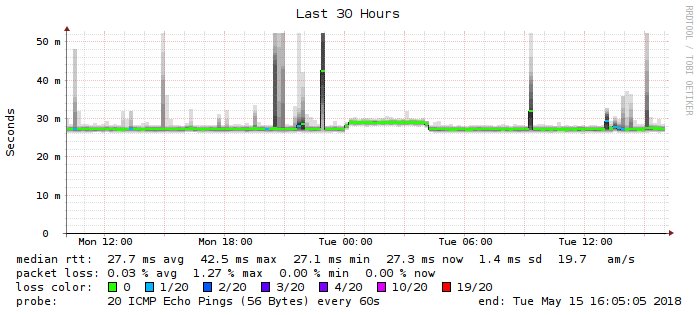 Last 30 Hours
RRDTOOL / TOBI OETIKER
Seconds
50 m
40 m
30 m
20 m
10 m
0
Mon 12:00 Mon 18:00 Tue 00:00 Tue 06:00 Tue 12:00
median rtt: 27.7 ms avg 42.5 ms max 27.1 ms min 27.3 ms now 1.4 ms sd 19.7 am/s
packet loss: 0.03 % avg 1.27 % max 0.00 % min 0.00 % now
loss color: 0 1/20 2/20 3/20 4/20 10/20 19/20
probe: 20 ICMP Echo Pings (56 Bytes) every 60s end: Tue May 15 16:05:05 2018